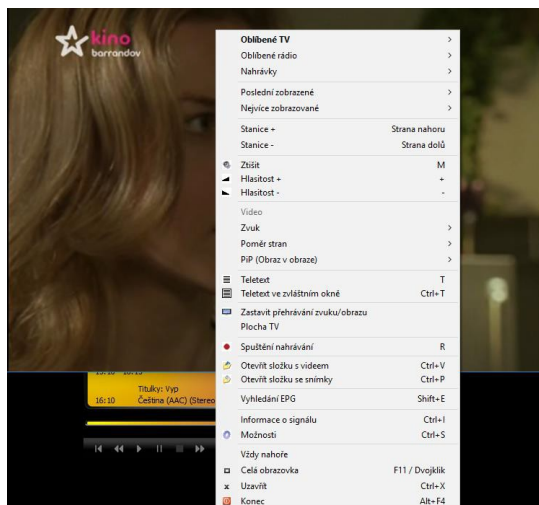 kino
barrandov
Oblíbené TV
Oblíbené rádio
Nahrávky
Poslední zobrazené
Nejvíce zobrazované
Stanice + Strana nahoru
Stanice - Strana dolů
Ztišit M
Hlasitost + +
Hlasitost - -
Video
Zvuk
Poměr stran
PiP (Obraz v obraze)
Teletext T
Teletext ve zvláštním okně Ctrl+T
Zastavit přehrávání zvuku/obrazu
Plocha TV
Spuštění nahrávání R
Otevřít složku s videem Ctrl+V
Otevřít složku se snímky Ctrl+P
Vyhledání EPG Shift+E
Informace o signálu Ctrl+I
Možnosti Ctrl+S
Vždy nahoře
Celá obrazovka F11 / Dvojklik
Uzavřít Ctrl+X
Konec Alt+F4
Titulky: Vyp
16:10 Čeština (AAC) (Stereo